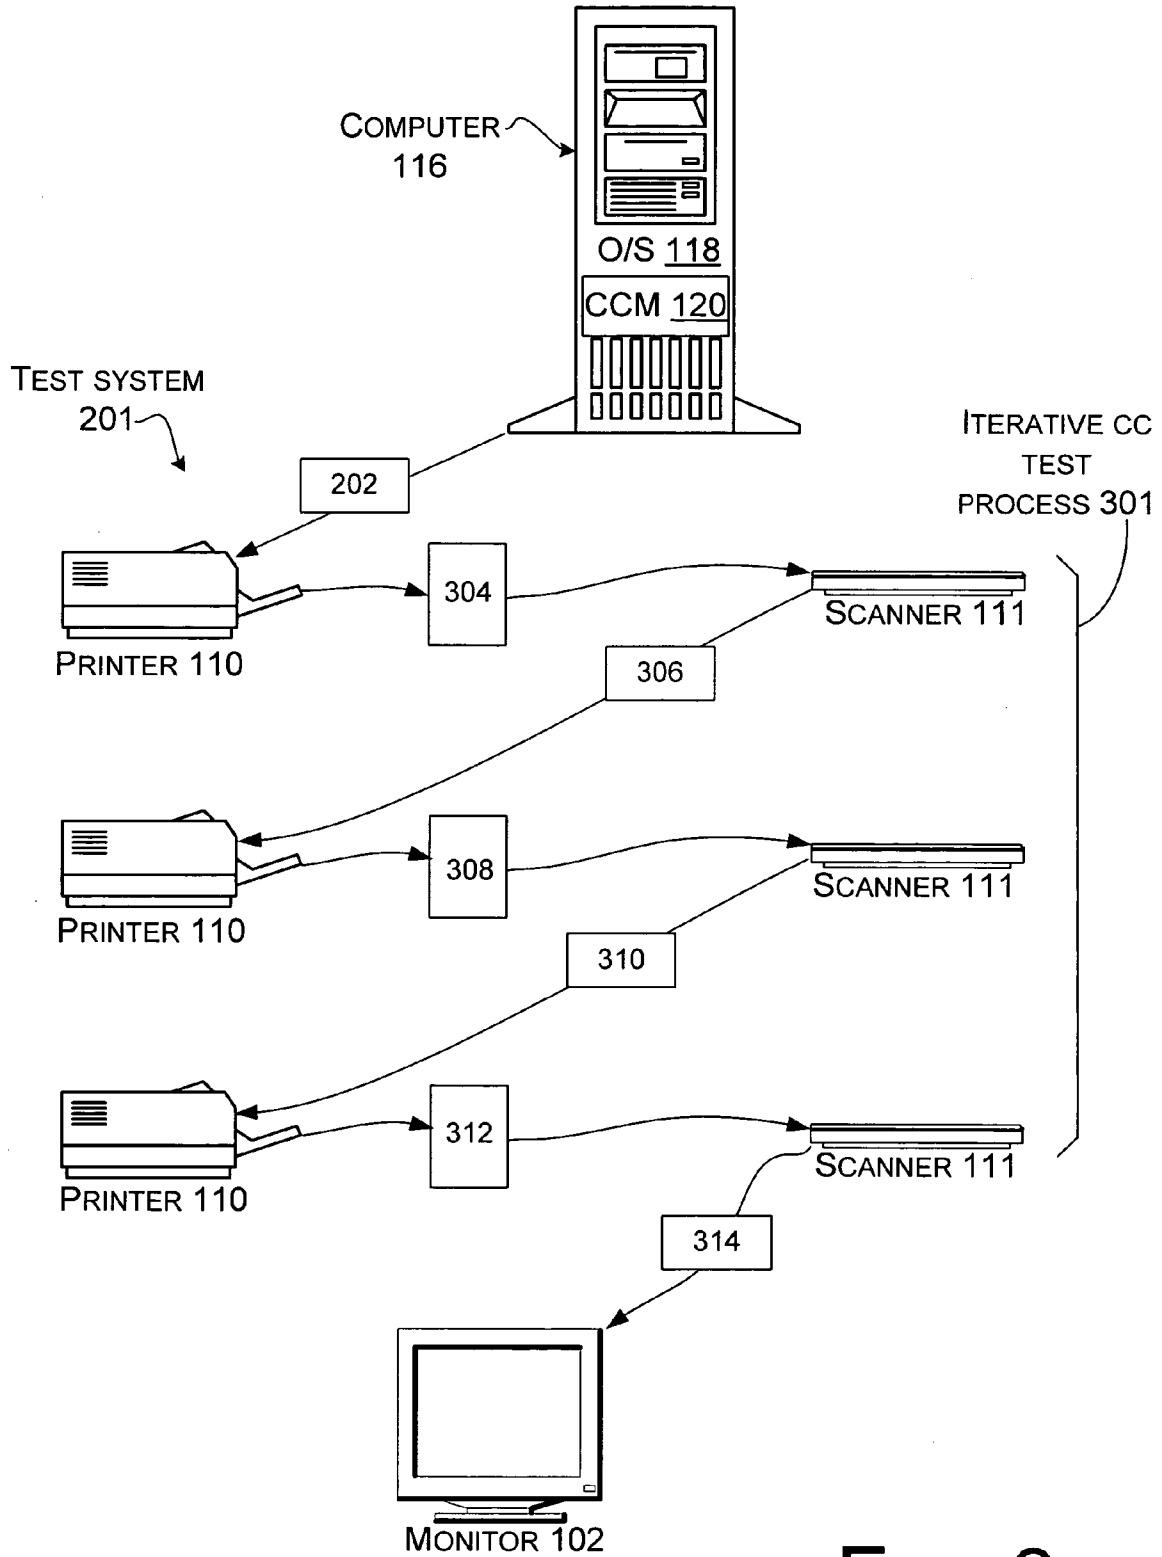 COMPUTER
116
O/S 118
CCM 120
TEST SYSTEM
201
ITERATIVE CC
TEST
PROCESS 301
202
304
SCANNER 111
PRINTER 110
306
308
SCANNER 111
PRINTER 110
310
312
SCANNER 111
PRINTER 110
314
MONITOR 102